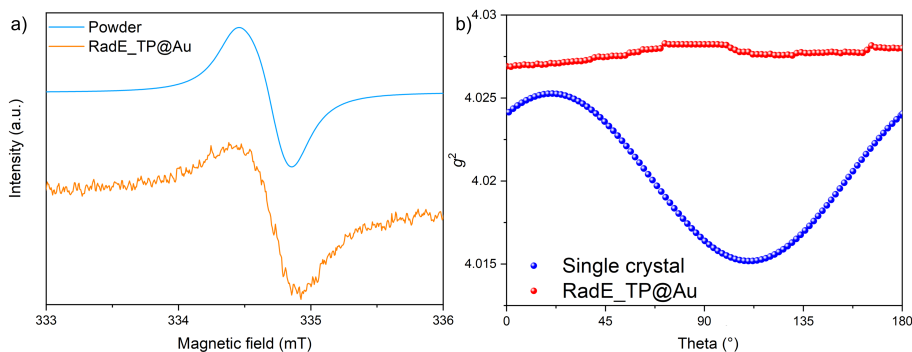 a)
Powder
RadE_TP@Au
Intensity (a.u.)
333
334
335
336
Magnetic field (mT)
b)
4.03
4.025
4.02
4.015
g²
Single crystal
RadE_TP@Au
0
45
90
135
180
Theta (°)